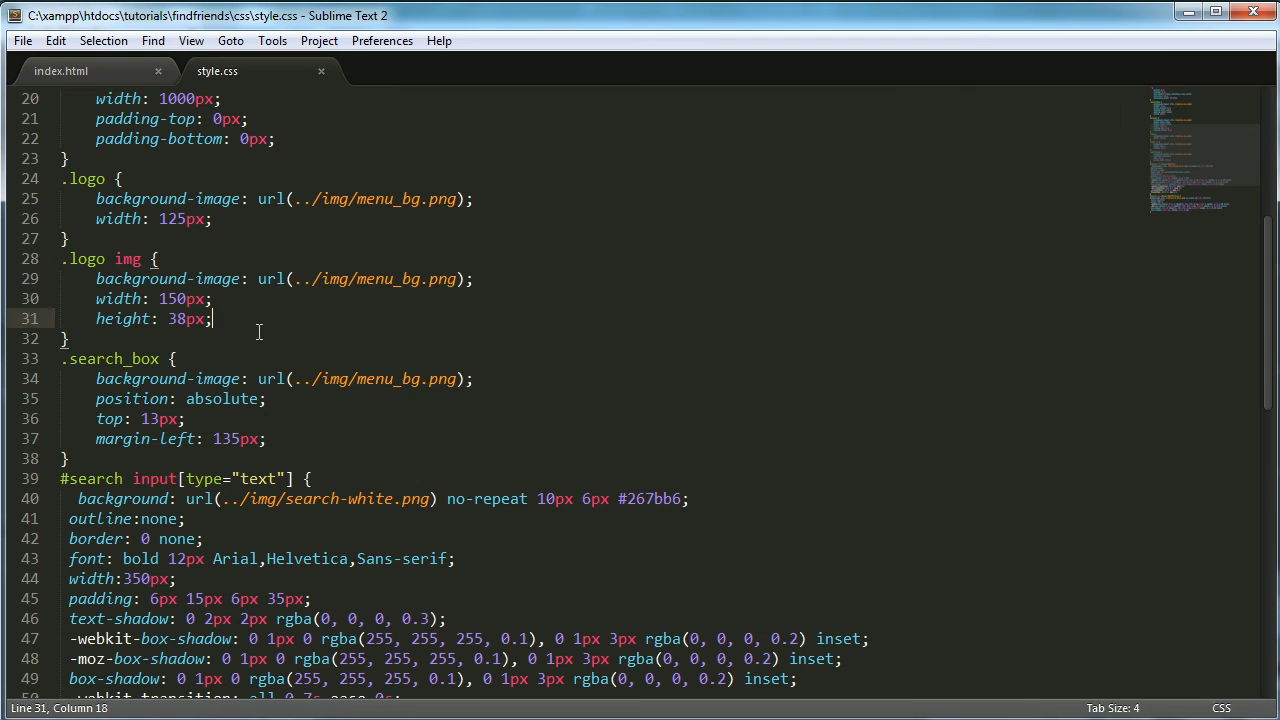 C:\xampp\htdocs\tutorials\findfriends\css\style.css - Sublime Text 2
File Edit Selection Find View Goto Tools Project Preferences Help
index.html × style.css ×
20 width: 1000px;
21 padding-top: 0px;
22 padding-bottom: 0px;
23 }
24 .logo {
25 background-image: url(../img/menu_bg.png);
26 width: 125px;
27 }
28 .logo img {
29 background-image: url(../img/menu_bg.png);
30 width: 150px;
31 height: 38px;
32 }
33 .search_box {
34 background-image: url(../img/menu_bg.png);
35 position: absolute;
36 top: 13px;
37 margin-left: 135px;
38 }
39 #search input[type="text"] {
40 background: url(../img/search-white.png) no-repeat 10px 6px #267bb6;
41 outline:none;
42 border: 0 none;
43 font: bold 12px Arial,Helvetica,Sans-serif;
44 width:350px;
45 padding: 6px 15px 6px 35px;
46 text-shadow: 0 2px 2px rgba(0, 0, 0, 0.3);
47 -webkit-box-shadow: 0 1px 0 rgba(255, 255, 255, 0.1), 0 1px 3px rgba(0, 0, 0, 0.2) inset;
48 -moz-box-shadow: 0 1px 0 rgba(255, 255, 255, 0.1), 0 1px 3px rgba(0, 0, 0, 0.2) inset;
49 box-shadow: 0 1px 0 rgba(255, 255, 255, 0.1), 0 1px 3px rgba(0, 0, 0, 0.2) inset;
50 -webkit-transition: all 0.7s ease 0s;
Line 31, Column 18 Tab Size: 4 CSS